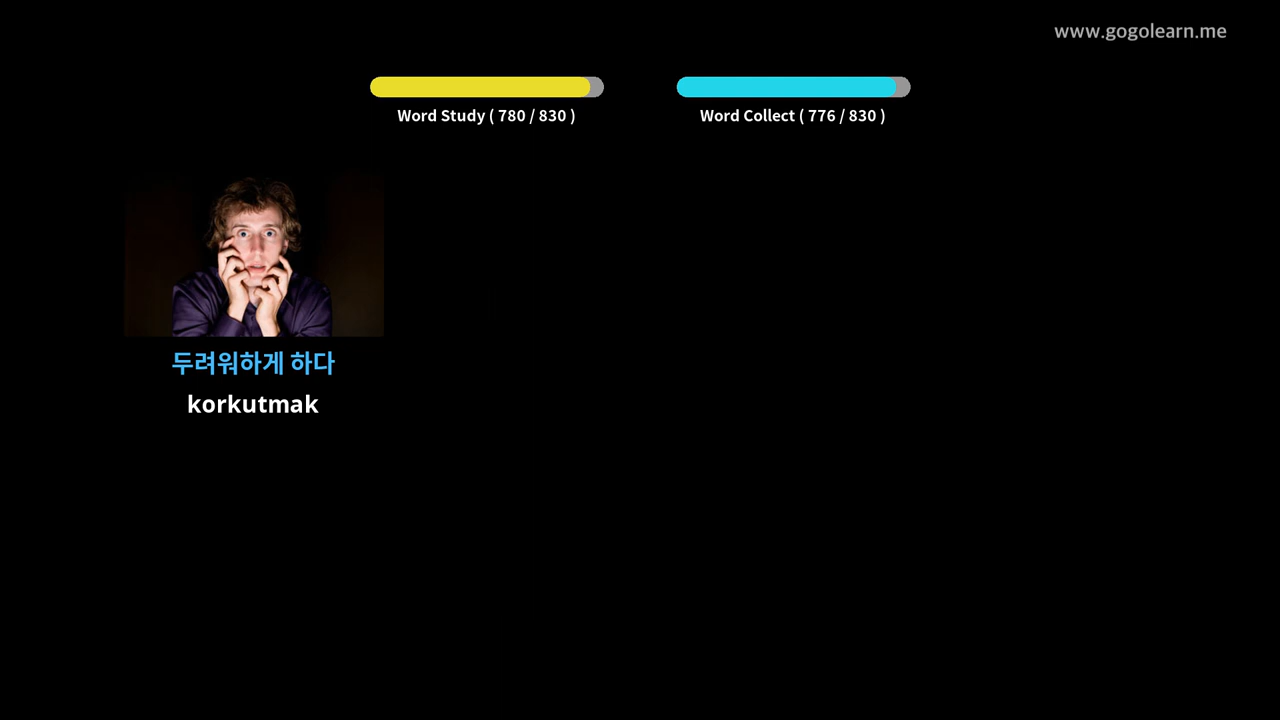 www.gogolearn.me
Word Study ( 780 / 830 )
Word Collect ( 776 / 830 )
두려워하게 하다
korkutmak